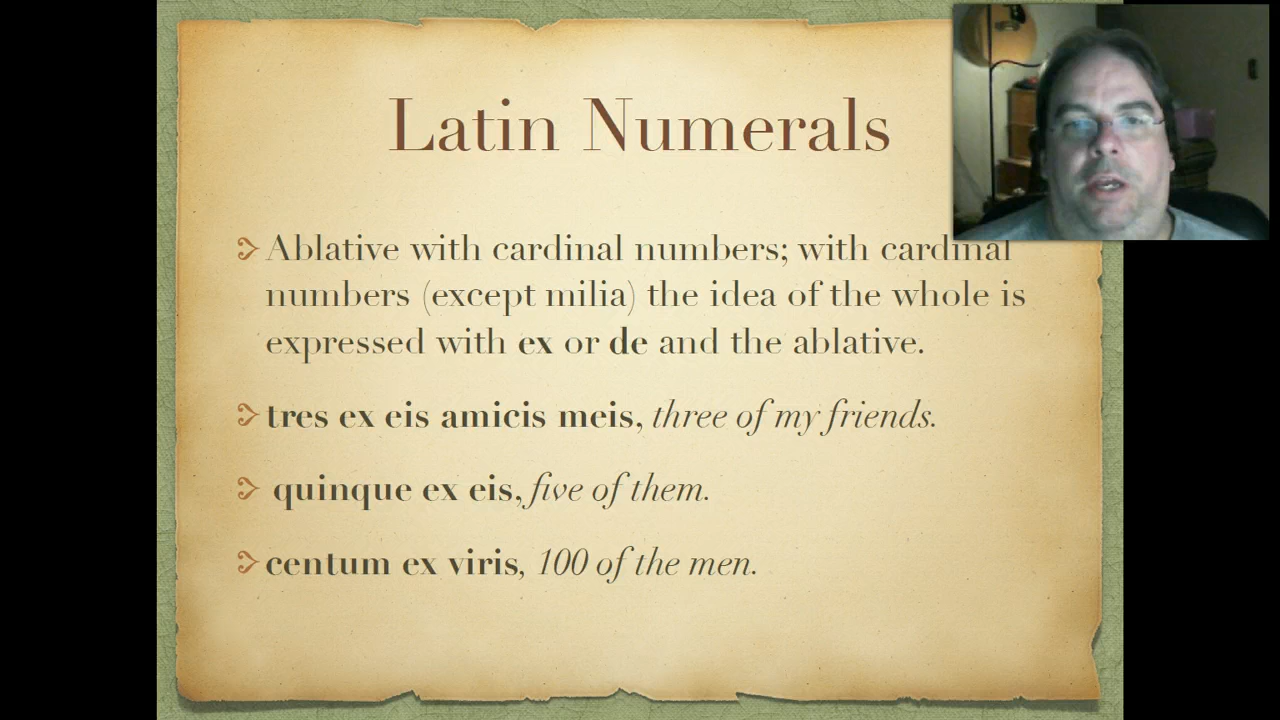 Latin Numerals
Ablative with cardinal numbers; with cardinal
numbers (except milia) the idea of the whole is
expressed with ex or de and the ablative.
tres ex eis amicis meis, three of my friends.
quinque ex eis, five of them.
centum ex viris, 100 of the men.